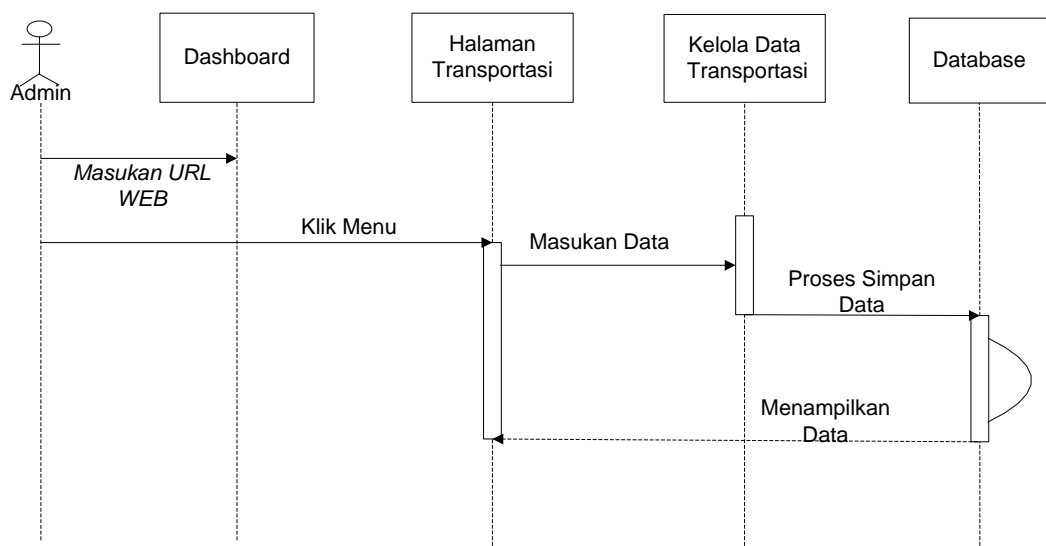 Admin
Dashboard
Halaman
Transportasi
Kelola Data
Transportasi
Database
Masukan URL
WEB
Klik Menu
Masukan Data
Proses Simpan
Data
Menampilkan
Data